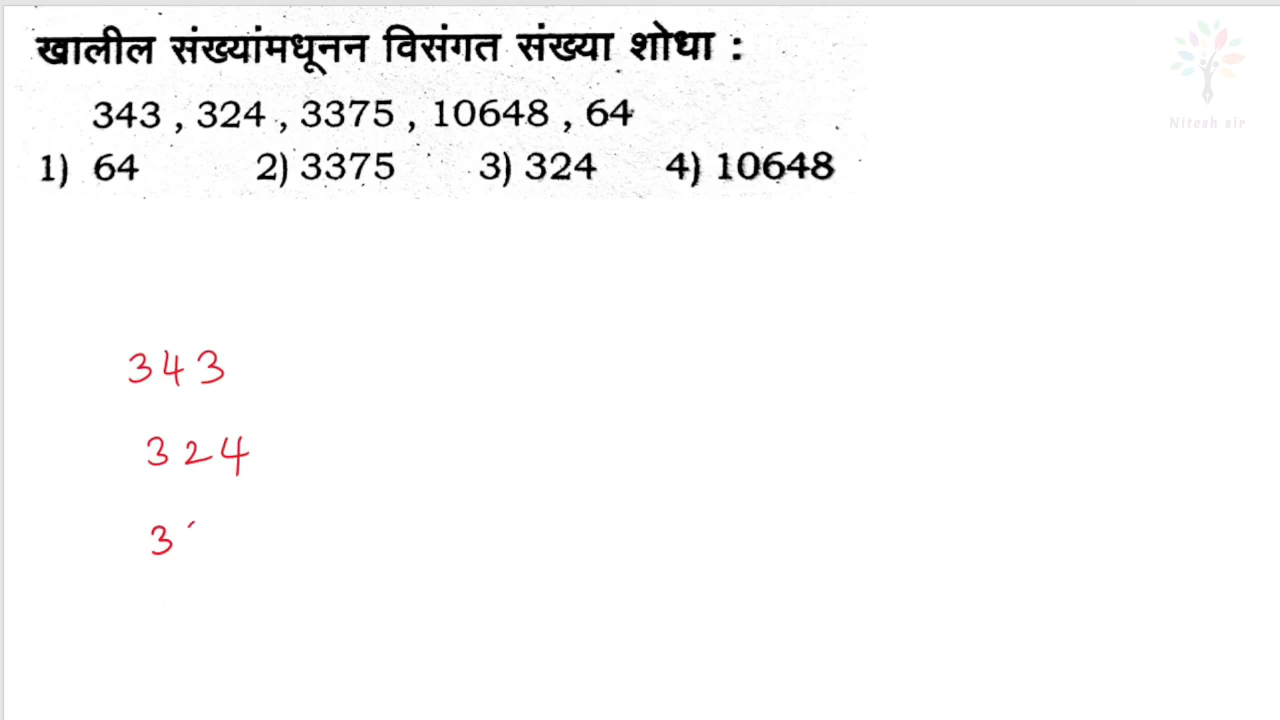 खालील संख्यांमधूनन विसंगत संख्या शोधा :
343 , 324 , 3375 , 10648 , 64
1) 64 2) 3375 3) 324 4) 10648
Nitesh sir
343
324
3